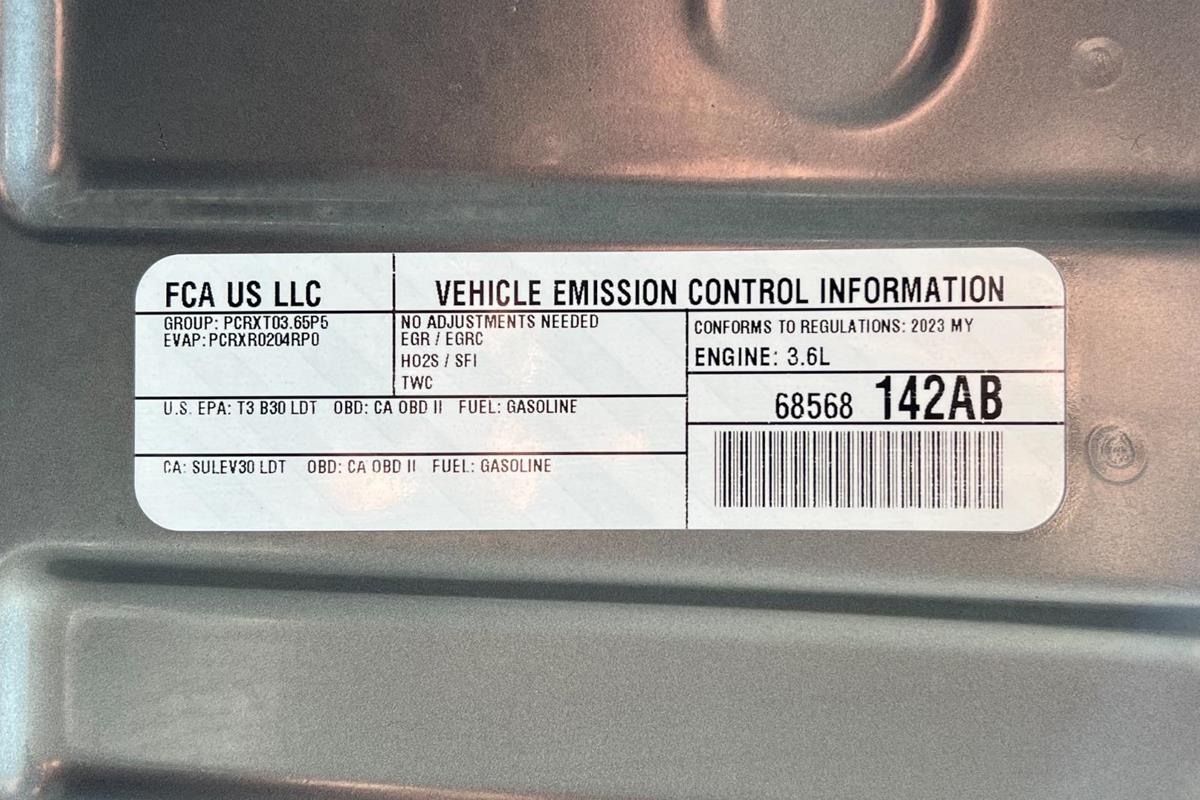 FCA US LLC
VEHICLE EMISSION CONTROL INFORMATION
GROUP: PCRXT03.65P5
EVAP: PCRXR0204RP0
NO ADJUSTMENTS NEEDED
EGR / EGRC
HO2S / SFI
TWC
CONFORMS TO REGULATIONS: 2023 MY
ENGINE: 3.6L
68568 142AB
U.S. EPA: T3 B30 LDT OBD: CA OBD II FUEL: GASOLINE
CA: SULEV30 LDT OBD: CA OBD II FUEL: GASOLINE